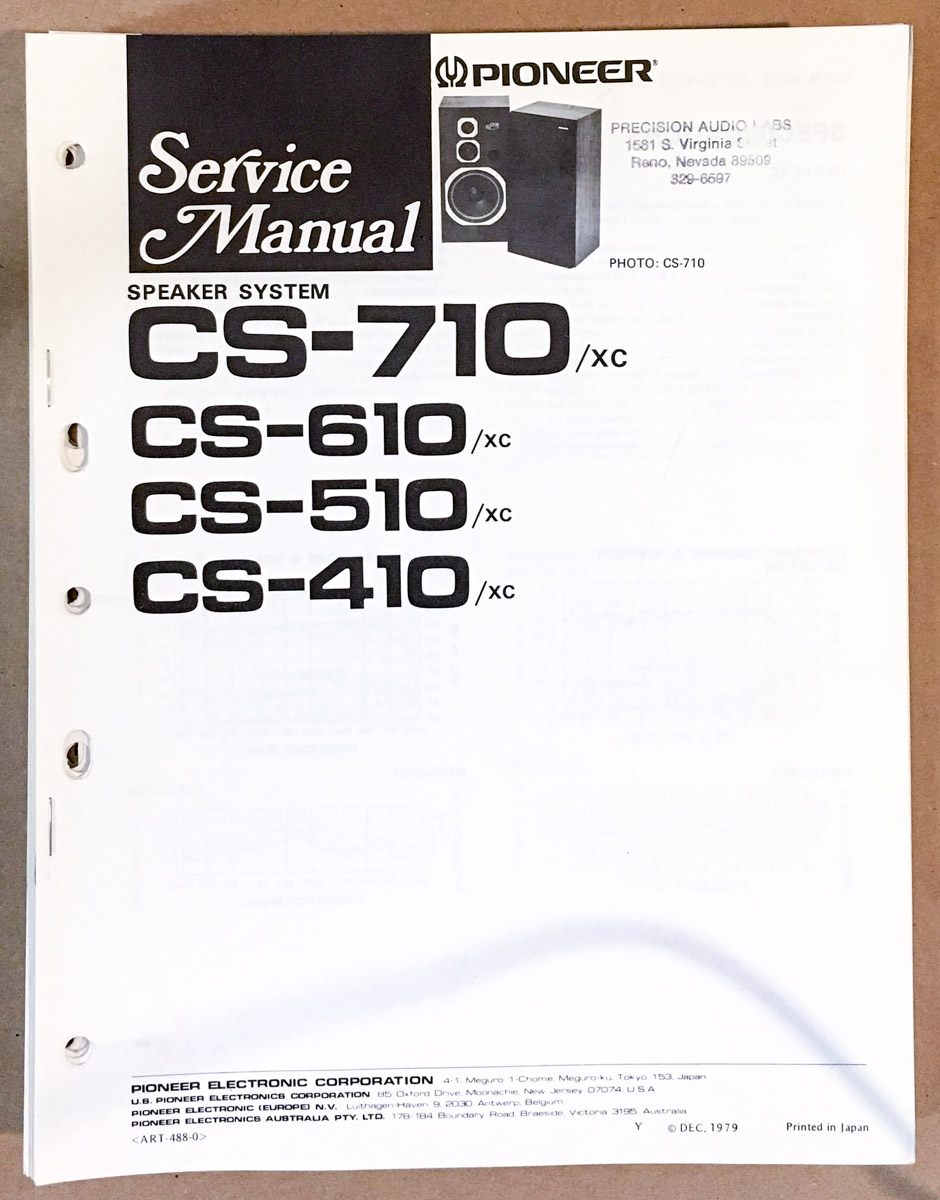 Service
Manual
PIONEER®
PRECISION AUDIO LABS
1581 S. Virginia
Reno, Nevada 89509
329-6597
PHOTO: CS-710
SPEAKER SYSTEM
CS-710/XC
CS-610/XC
CS-510/XC
CS-410/XC
PIONEER ELECTRONIC CORPORATION 4-1, Meguro 1-Chome, Meguro-ku, Tokyo 153, Japan
U.S. PIONEER ELECTRONICS CORPORATION 85 Oxford Drive, Moonachie, New Jersey 07074, U.S.A
PIONEER ELECTRONIC (EUROPE) N.V. Luithagen-Haven 9, 2030 Antwerp, Belgium
PIONEER ELECTRONICS AUSTRALIA PTY. LTD. 178-184 Boundary Road, Braeside, Victoria 3195, Australia
<ART-488-0> Y © DEC, 1979 Printed in Japan